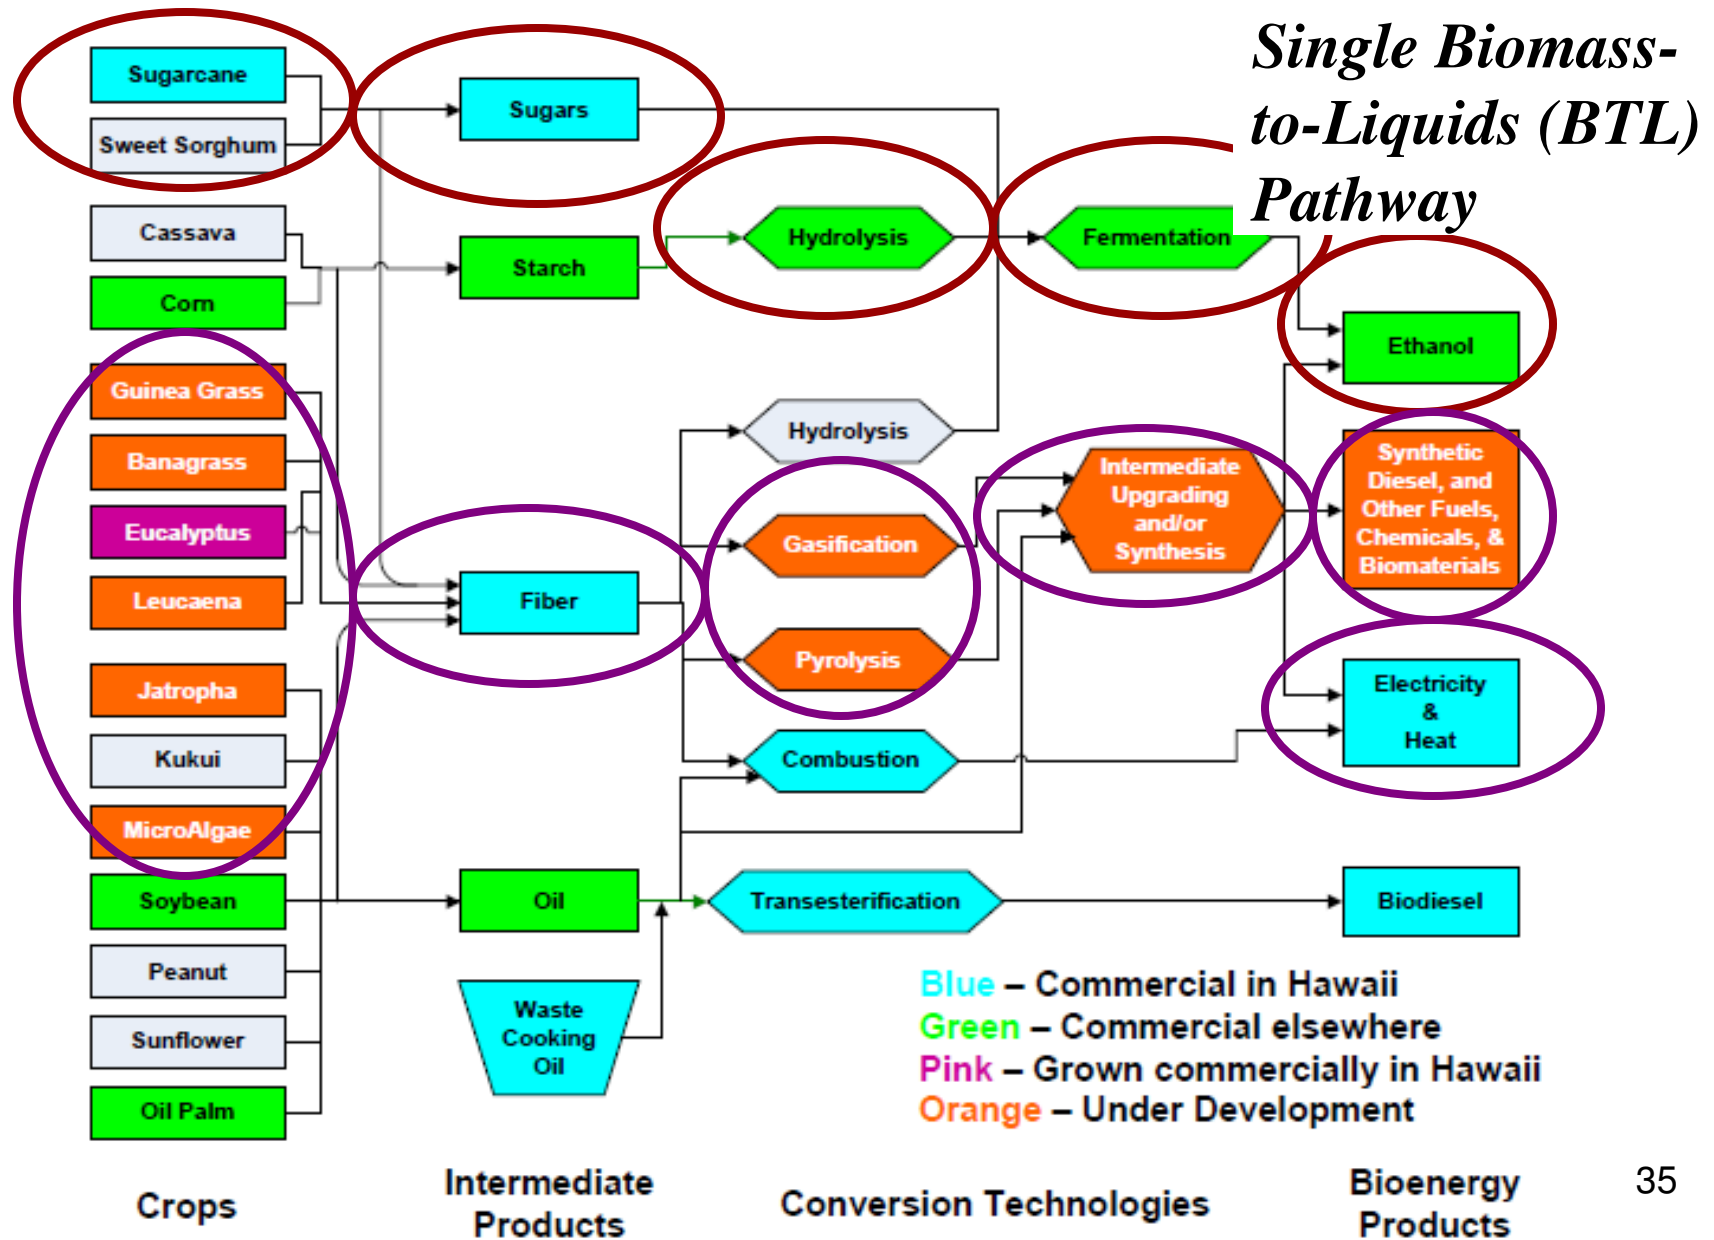 Single Biomass-
to-Liquids (BTL)
Pathway
Sugarcane
Sweet Sorghum
Cassava
Corn
Guinea Grass
Banagrass
Eucalyptus
Leucaena
Jatropha
Kukui
MicroAlgae
Soybean
Peanut
Sunflower
Oil Palm
Sugars
Starch
Fiber
Oil
Waste
Cooking
Oil
Hydrolysis
Fermentation
Hydrolysis
Gasification
Pyrolysis
Combustion
Transesterification
Intermediate
Upgrading
and/or
Synthesis
Ethanol
Synthetic
Diesel, and
Other Fuels,
Chemicals, &
Biomaterials
Electricity
&
Heat
Biodiesel
Blue – Commercial in Hawaii
Green – Commercial elsewhere
Pink – Grown commercially in Hawaii
Orange – Under Development
Crops
Intermediate
Products
Conversion Technologies
Bioenergy
Products
35